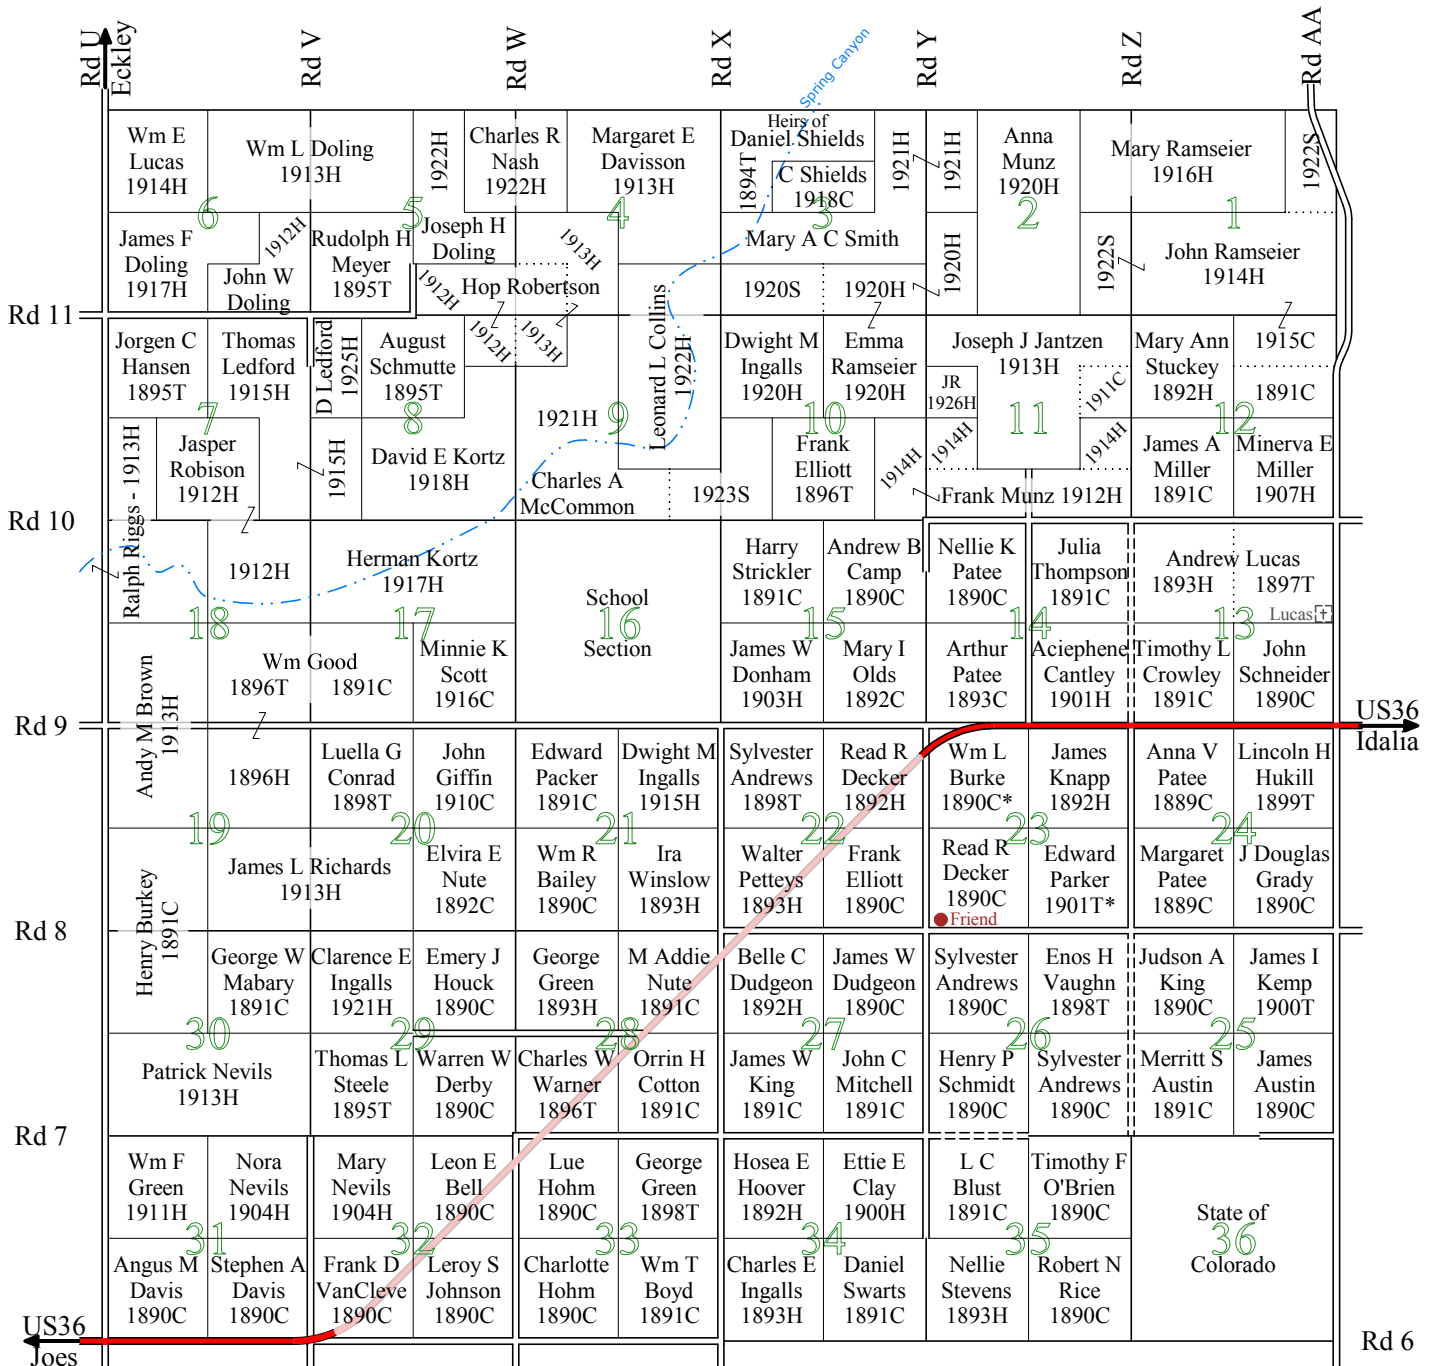 Rd U
Eckley
Rd V
Rd W
Rd X
Spring Canyon
Rd Y
Rd Z
Rd AA
Wm E
Lucas
1914H
Wm L Doling
1913H
1922H
Charles R
Nash
1922H
Margaret E
Davisson
1913H
Heirs of
Daniel Shields
1894T
C Shields
1918C
1921H
1921H
Anna
Munz
1920H
Mary Ramseier
1916H
1922S
6
5
4
3
2
1
James F
Doling
1917H
1912H
John W
Doling
Rudolph H
Meyer
1895T
Joseph H
Doling
1912H
Hop Robertson
1913H
Mary A C Smith
1920S
1920H
1920H
1922S
John Ramseier
1914H
Rd 11
Jorgen C
Hansen
1895T
Thomas
Ledford
1915H
D Ledford
1925H
August
Schmutte
1895T
1912H
1913H
Leonard L Collins
1922H
Dwight M
Ingalls
1920H
Emma
Ramseier
1920H
Joseph J Jantzen
1913H
JR
1926H
1911C
Mary Ann
Stuckey
1892H
1915C
1891C
7
8
9
10
11
12
Ralph Riggs - 1913H
Jasper
Robison
1912H
1915H
David E Kortz
1918H
1921H
Charles A
McCommon
1923S
Frank
Elliott
1896T
1914H
1914H
Frank Munz 1912H
1914H
James A
Miller
1891C
Minerva E
Miller
1907H
Rd 10
1912H
Herman Kortz
1917H
School
Section
Harry
Strickler
1891C
Andrew B
Camp
1890C
Nellie K
Patee
1890C
Julia
Thompson
1891C
Andrew Lucas
1893H
1897T
Lucas
18
17
16
15
14
13
Andy M Brown
1913H
Wm Good
1896T
1891C
Minnie K
Scott
1916C
James W
Donham
1903H
Mary I
Olds
1892C
Arthur
Patee
1893C
Aciephene
Cantley
1901H
Timothy L
Crowley
1891C
John
Schneider
1890C
Rd 9
US36
Idalia
1896H
Luella G
Conrad
1898T
John
Giffin
1910C
Edward
Packer
1891C
Dwight M
Ingalls
1915H
Sylvester
Andrews
1898T
Read R
Decker
1892H
Wm L
Burke
1890C*
James
Knapp
1892H
Anna V
Patee
1889C
Lincoln H
Hukill
1899T
19
20
21
22
23
24
Henry Burkey
1891C
James L Richards
1913H
Elvira E
Nute
1892C
Wm R
Bailey
1890C
Ira
Winslow
1893H
Walter
Petteys
1893H
Frank
Elliott
1890C
Read R
Decker
1890C
Friend
Edward
Parker
1901T*
Margaret
Patee
1889C
J Douglas
Grady
1890C
Rd 8
George W
Mabary
1891C
Clarence E
Ingalls
1921H
Emery J
Houck
1890C
George
Green
1893H
M Addie
Nute
1891C
Belle C
Dudgeon
1892H
James W
Dudgeon
1890C
Sylvester
Andrews
1890C
Enos H
Vaughn
1898T
Judson A
King
1890C
James I
Kemp
1900T
30
29
28
27
26
25
Patrick Nevils
1913H
Thomas L
Steele
1895T
Warren W
Derby
1890C
Charles W
Warner
1896T
Orrin H
Cotton
1891C
James W
King
1891C
John C
Mitchell
1891C
Henry P
Schmidt
1890C
Sylvester
Andrews
1890C
Merritt S
Austin
1891C
James
Austin
1890C
Rd 7
Wm F
Green
1911H
Nora
Nevils
1904H
Mary
Nevils
1904H
Leon E
Bell
1890C
Lue
Hohm
1890C
George
Green
1898T
Hosea E
Hoover
1892H
Ettie E
Clay
1900H
L C
Blust
1891C
Timothy F
O'Brien
1890C
State of
Colorado
31
32
33
34
35
36
Angus M
Davis
1890C
Stephen A
Davis
1890C
Frank D
VanCleve
1890C
Leroy S
Johnson
1890C
Charlotte
Hohm
1890C
Wm T
Boyd
1891C
Charles E
Ingalls
1893H
Daniel
Swarts
1891C
Nellie
Stevens
1893H
Robert N
Rice
1890C
US36
Joes
Rd 6